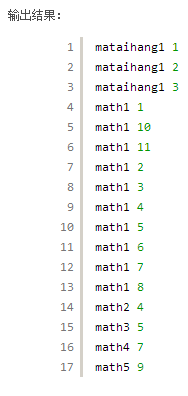 输出结果:
1 mataihang1 1
2 mataihang1 2
3 mataihang1 3
4 math1 1
5 math1 10
6 math1 11
7 math1 2
8 math1 3
9 math1 4
10 math1 5
11 math1 6
12 math1 7
13 math1 8
14 math2 4
15 math3 5
16 math4 7
17 math5 9